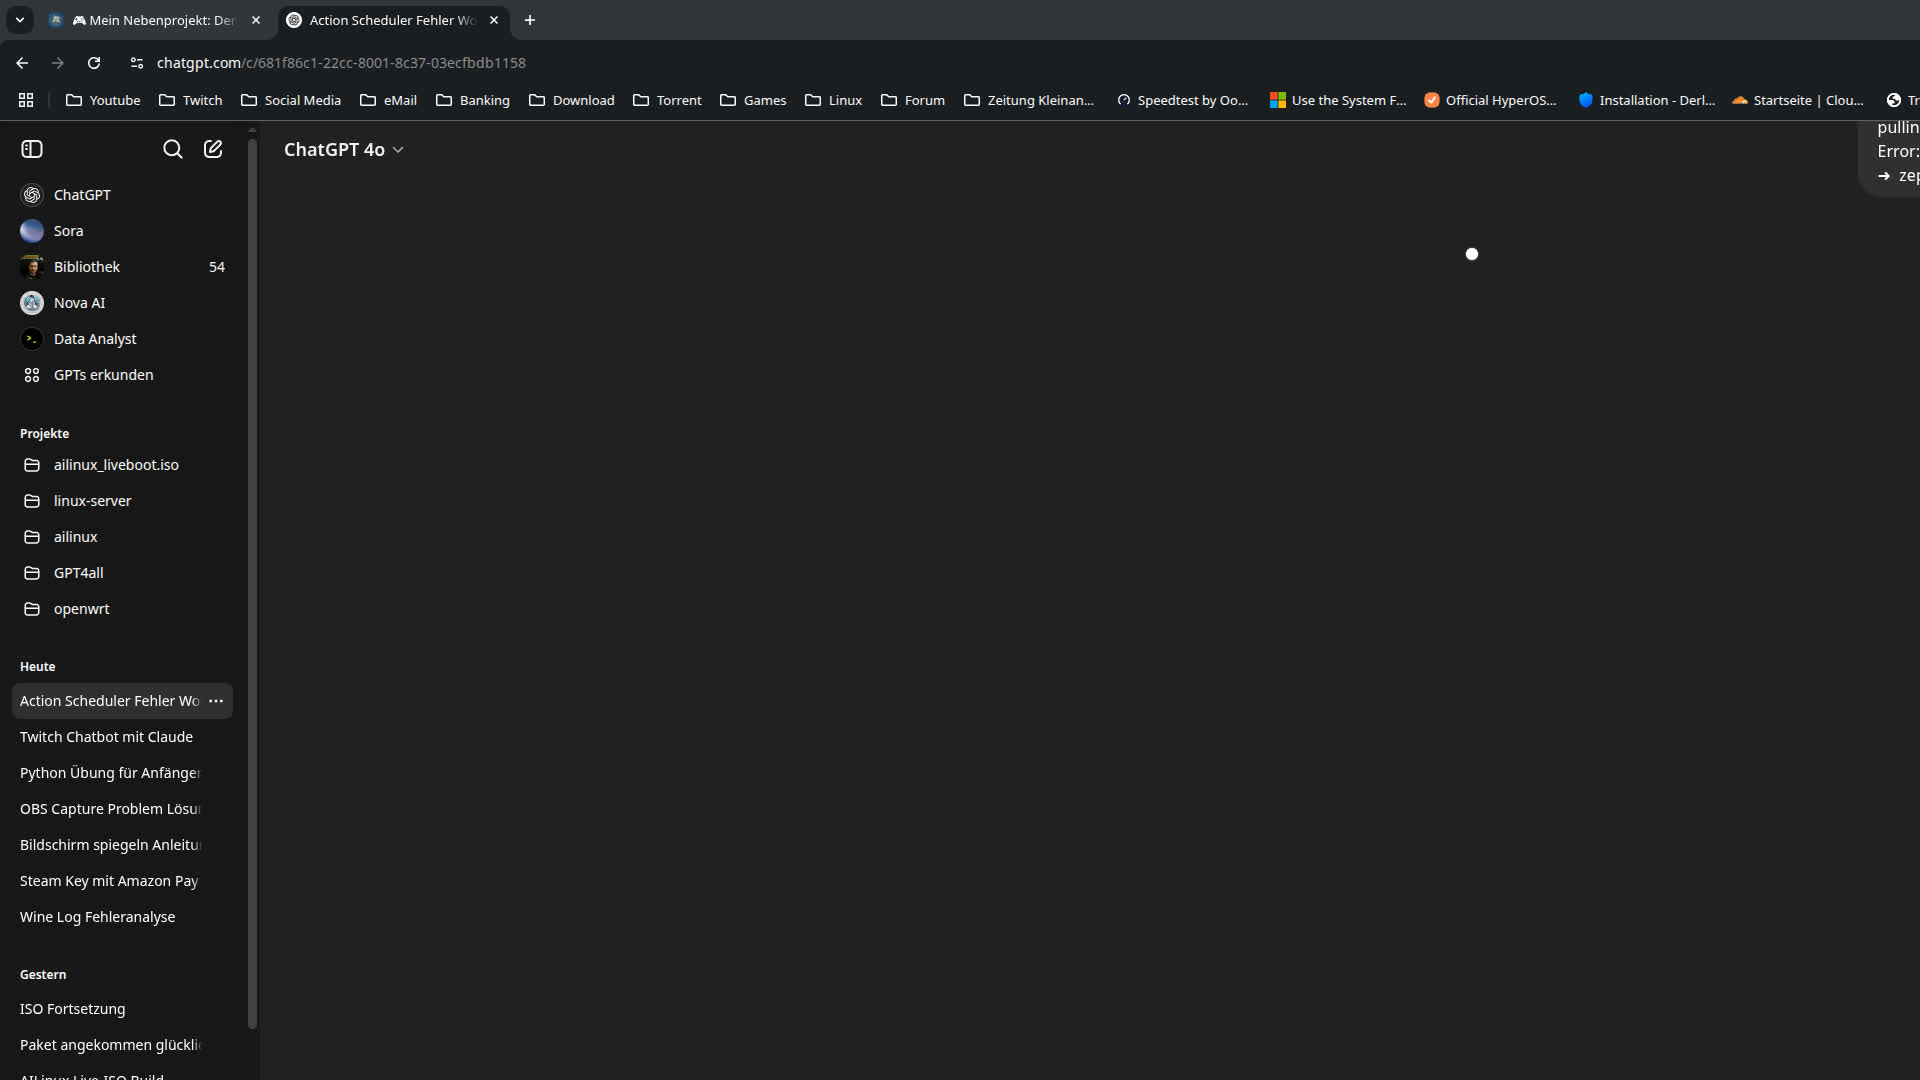 🎮 Mein Nebenprojekt: Der
Action Scheduler Fehler Wo
chatgpt.com/c/681f86c1-22cc-8001-8c37-03ecfbdb1158
Youtube
Twitch
Social Media
eMail
Banking
Download
Torrent
Games
Linux
Forum
Zeitung Kleinan...
Speedtest by Oo...
Use the System F...
Official HyperOS...
Installation - Derl...
Startseite | Clou...
Tr
ChatGPT 4o
pullin
Error:
→ zep
ChatGPT
Sora
Bibliothek 54
Nova AI
Data Analyst
GPTs erkunden
Projekte
ailinux_liveboot.iso
linux-server
ailinux
GPT4all
openwrt
Heute
Action Scheduler Fehler Wo
Twitch Chatbot mit Claude
Python Übung für Anfänger
OBS Capture Problem Lösu
Bildschirm spiegeln Anleitu
Steam Key mit Amazon Pay
Wine Log Fehleranalyse
Gestern
ISO Fortsetzung
Paket angekommen glückli
AILinux Live ISO Build